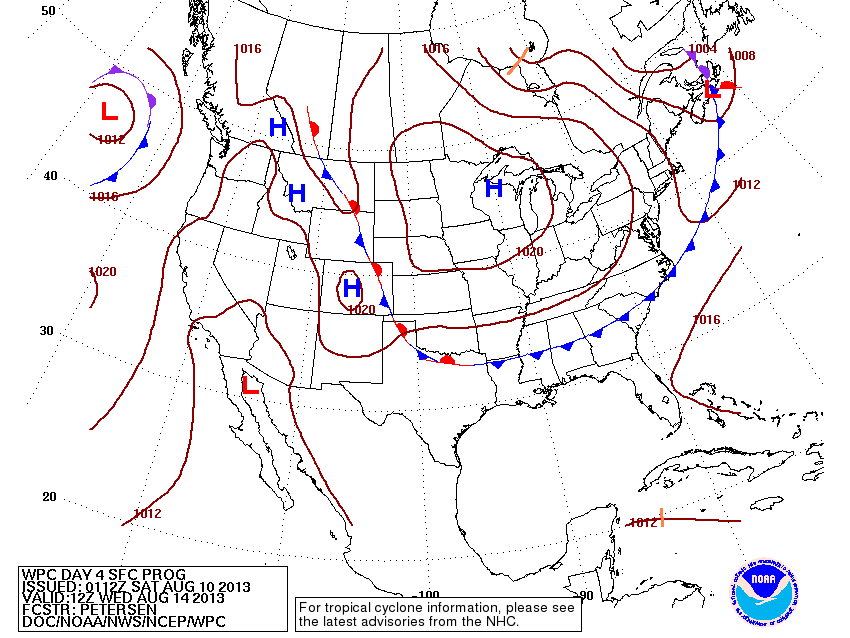 50
1016
1016
1004
1008
L
L
H
1012
40
H
H
1012
1016
1020
1020
H
1020
1016
30
L
20
1012
1012
WPC DAY 4 SFC PROG
ISSUED: 0112Z SAT AUG 10 2013
VALID: 12Z WED AUG 14 2013
FCSTR: PETERSEN
DOC/NOAA/NWS/NCEP/WPC
-100
-90
For tropical cyclone information, please see
the latest advisories from the NHC.
NOAA